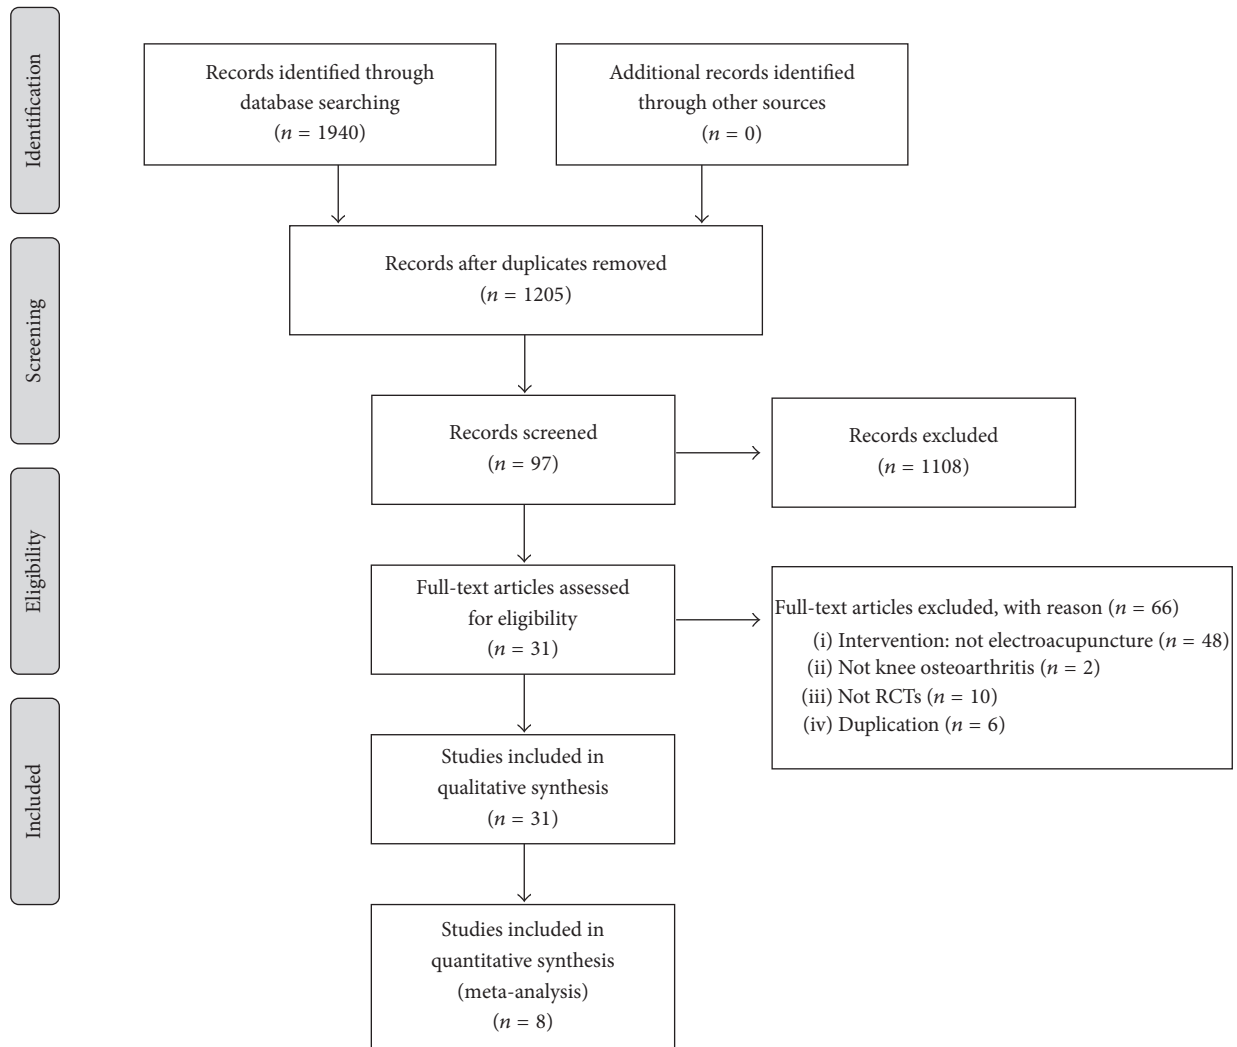 Identification
Records identified through
database searching
(n = 1940)
Additional records identified
through other sources
(n = 0)
Screening
Records after duplicates removed
(n = 1205)
Records screened
(n = 97)
Records excluded
(n = 1108)
Eligibility
Full-text articles assessed
for eligibility
(n = 31)
Full-text articles excluded, with reason (n = 66)
(i) Intervention: not electroacupuncture (n = 48)
(ii) Not knee osteoarthritis (n = 2)
(iii) Not RCTs (n = 10)
(iv) Duplication (n = 6)
Included
Studies included in
qualitative synthesis
(n = 31)
Studies included in
quantitative synthesis
(meta-analysis)
(n = 8)